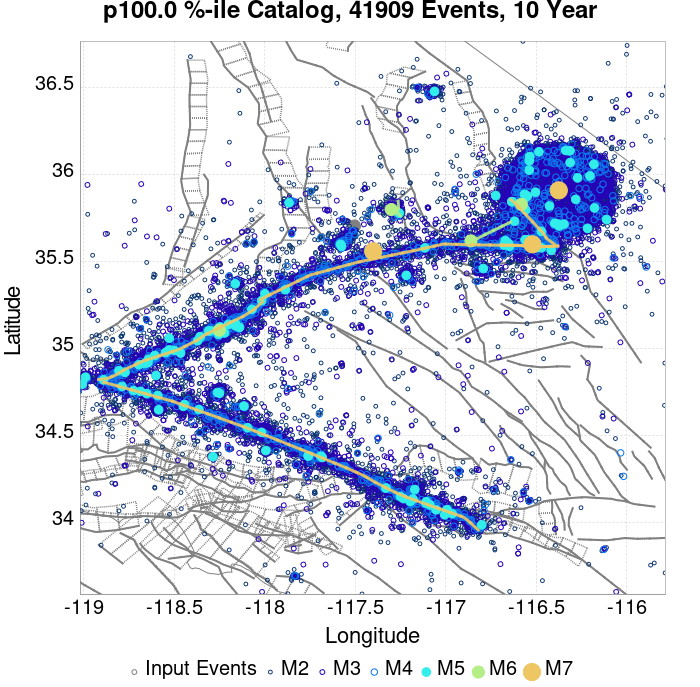 p100.0 %-ile Catalog, 41909 Events, 10 Year
36.5
36
35.5
35
34.5
34
Latitude
-119 -118.5 -118 -117.5 -117 -116.5 -116
Longitude
Input Events M2 M3 M4 M5 M6 M7